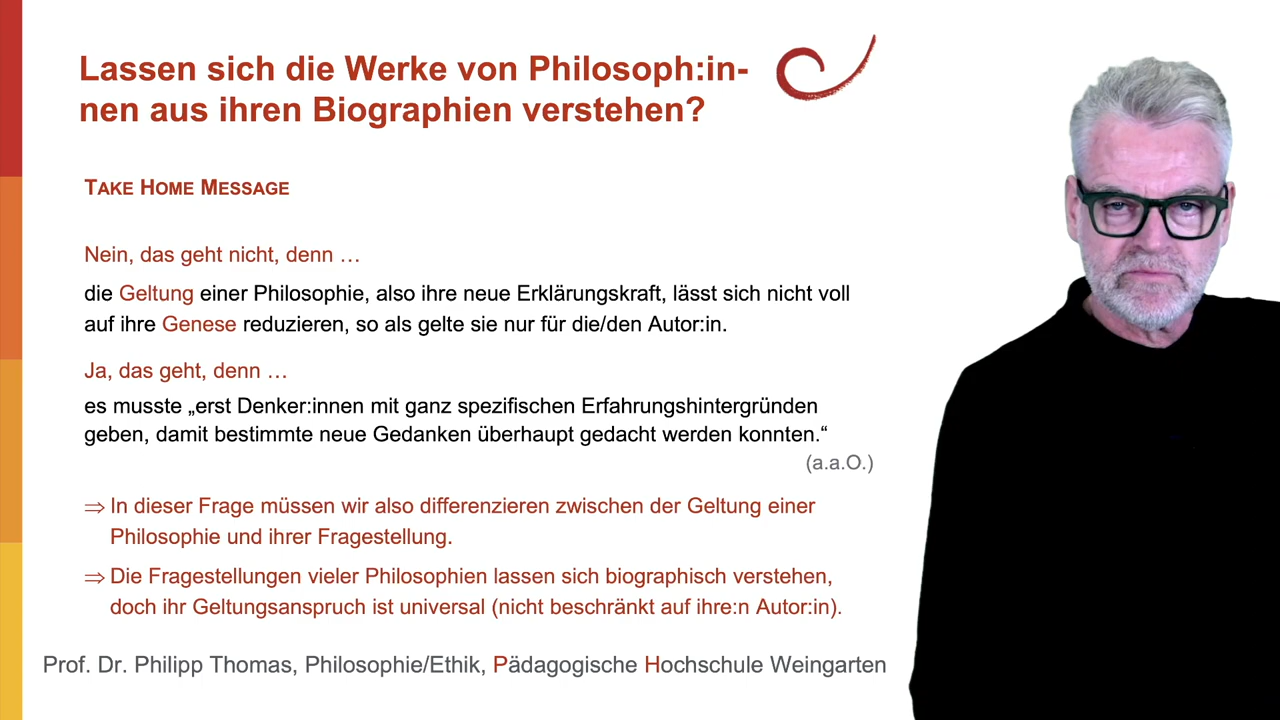 Lassen sich die Werke von Philosoph:in-
nen aus ihren Biographien verstehen?
TAKE HOME MESSAGE
Nein, das geht nicht, denn …
die Geltung einer Philosophie, also ihre neue Erklärungskraft, lässt sich nicht voll
auf ihre Genese reduzieren, so als gelte sie nur für die/den Autor:in.
Ja, das geht, denn …
es musste „erst Denker:innen mit ganz spezifischen Erfahrungshintergründen
geben, damit bestimmte neue Gedanken überhaupt gedacht werden konnten.“
(a.a.O.)
⇒ In dieser Frage müssen wir also differenzieren zwischen der Geltung einer
Philosophie und ihrer Fragestellung.
⇒ Die Fragestellungen vieler Philosophien lassen sich biographisch verstehen,
doch ihr Geltungsanspruch ist universal (nicht beschränkt auf ihre:n Autor:in).
Prof. Dr. Philipp Thomas, Philosophie/Ethik, Pädagogische Hochschule Weingarten